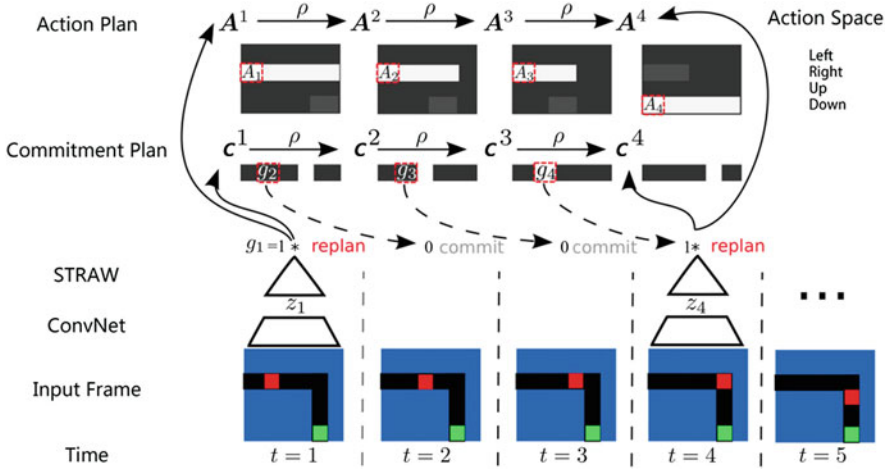 Action Plan A¹ ρ A² ρ A³ ρ A⁴ Action Space
A₁ A₂ A₃ A₄
Left
Right
Up
Down
Commitment Plan c¹ ρ c² ρ c³ ρ c⁴
g₂ g₃ g₄
g₁=1 * replan 0 commit 0 commit 1* replan
STRAW
z₁ z₄ ...
ConvNet
Input Frame
Time t = 1 t = 2 t = 3 t = 4 t = 5